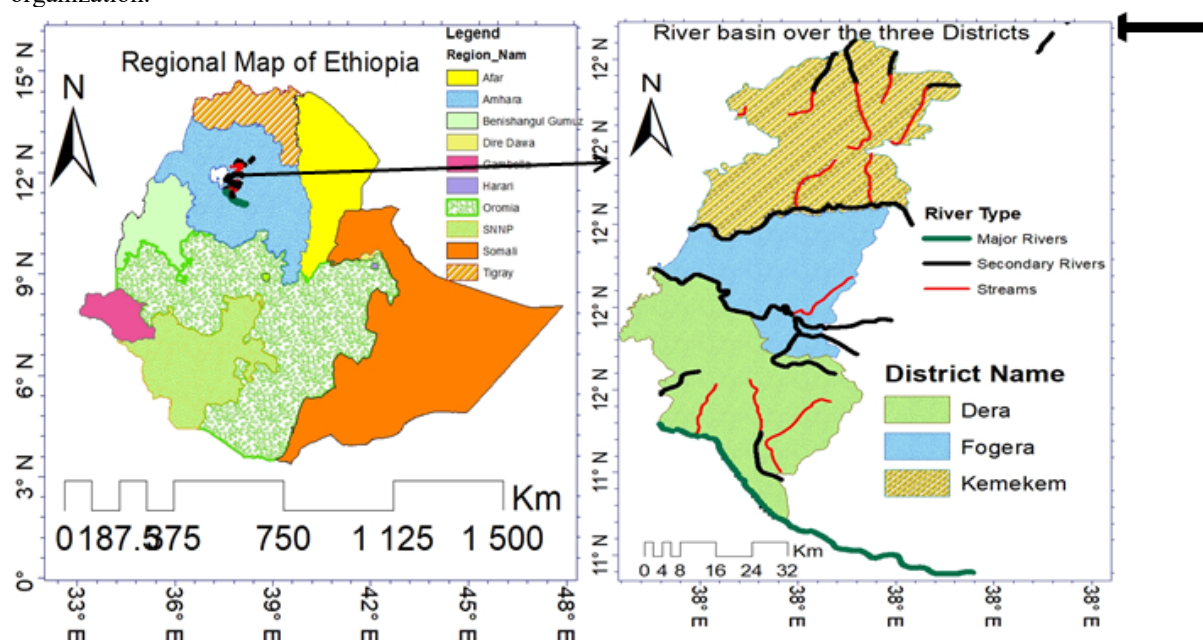 organization.
Regional Map of Ethiopia
N
Legend
Region_Nam
Afar
Amhara
Benishangul Gumuz
Dire Dawa
Gambella
Harari
Oromia
SNNP
Somali
Tigray
15° N
12° N
9° N
6° N
3° N
0°
0 187.5 375 750 1 125 1 500
Km
33° E
36° E
39° E
42° E
48° E
River basin over the three Districts
N
12° N
12° N
12° N
12° N
12° N
11° N
11° N
River Type
Major Rivers
Secondary Rivers
Streams
District Name
Dera
Fogera
Kemekem
Km
0 4 8 16 24 32
38° E
38° E
38° E
38° E
38° E